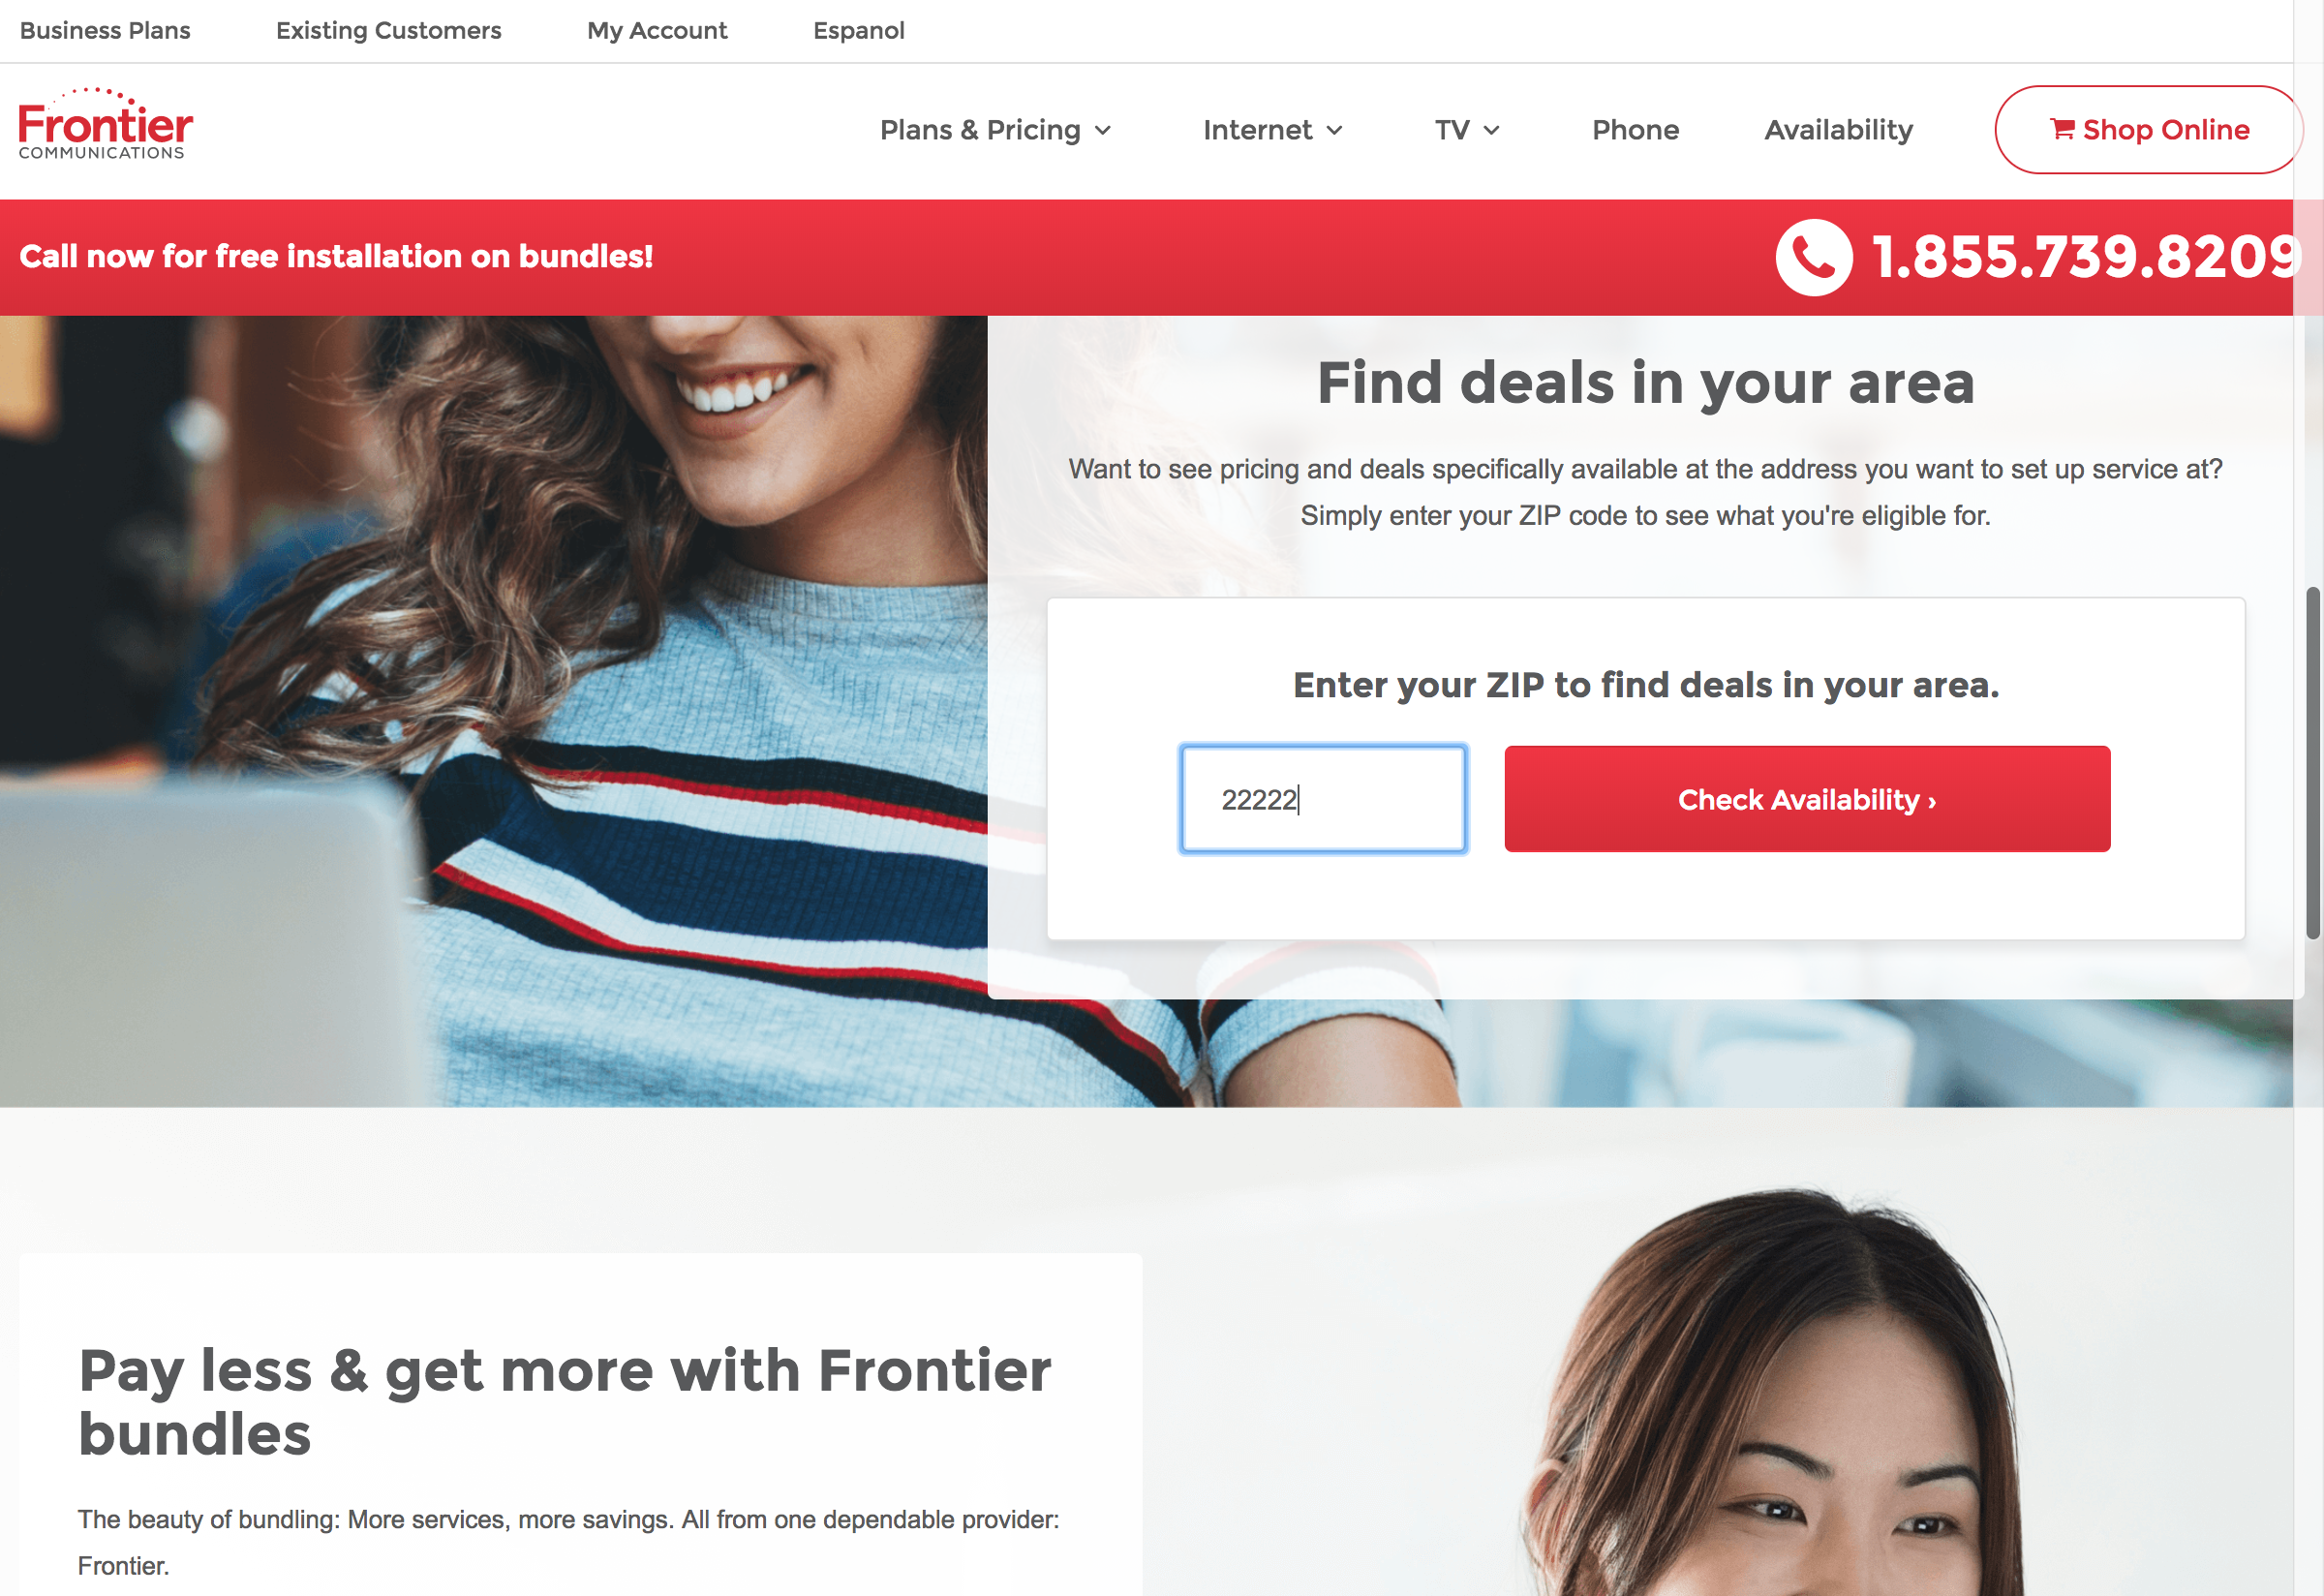 Business Plans Existing Customers My Account Espanol
Frontier
COMMUNICATIONS
Plans & Pricing Internet TV Phone Availability Shop Online
Call now for free installation on bundles! 1.855.739.8209
Find deals in your area
Want to see pricing and deals specifically available at the address you want to set up service at?
Simply enter your ZIP code to see what you're eligible for.
Enter your ZIP to find deals in your area.
22222 Check Availability ›
Pay less & get more with Frontier
bundles
The beauty of bundling: More services, more savings. All from one dependable provider:
Frontier.